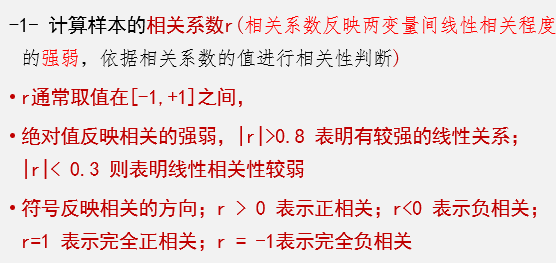 -1- 计算样本的相关系数r(相关系数反映两变量间线性相关程度
的强弱，依据相关系数的值进行相关性判断)
•r通常取值在[-1,+1]之间，
•绝对值反映相关的强弱，|r|>0.8 表明有较强的线性关系；
|r|< 0.3 则表明线性相关性较弱
•符号反映相关的方向；r > 0 表示正相关；r<0 表示负相关；
r=1 表示完全正相关；r = -1表示完全负相关